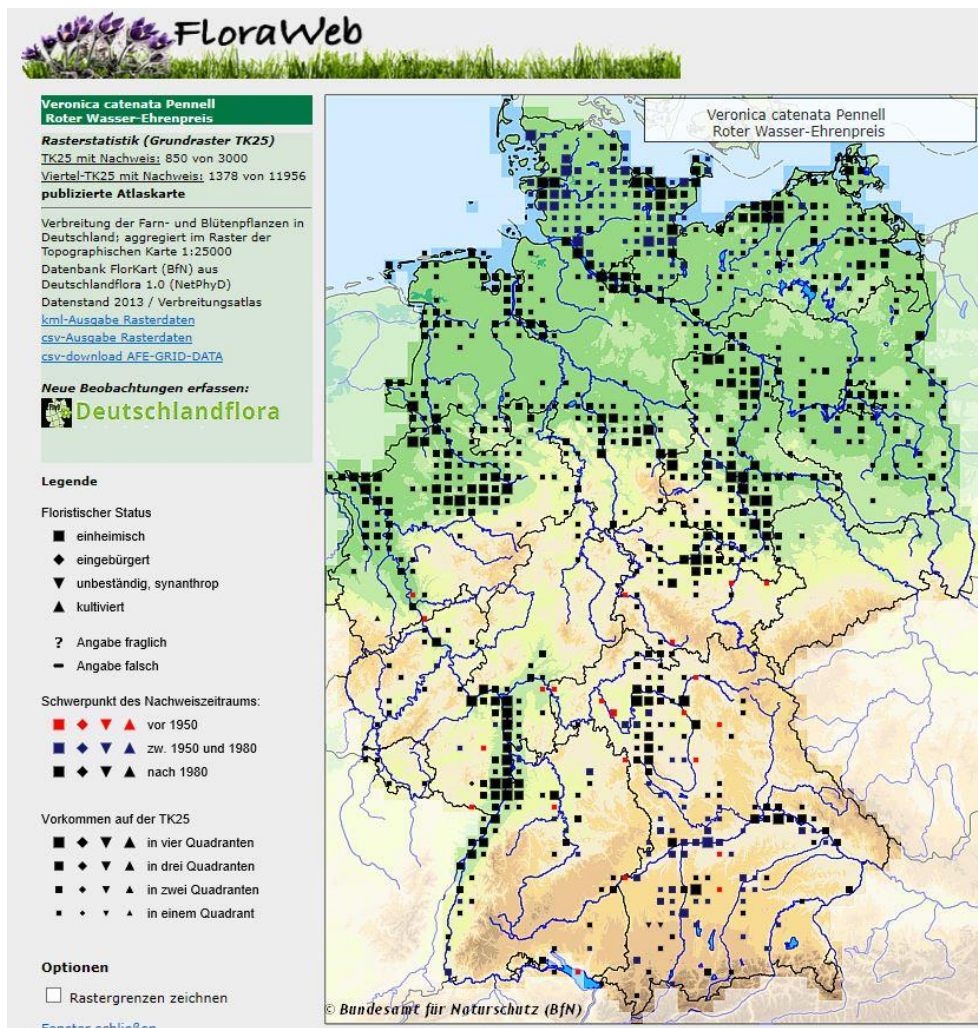 FloraWeb
Veronica catenata Pennell
Roter Wasser-Ehrenpreis
Rasterstatistik (Grundraster TK25)
TK25 mit Nachweis: 850 von 3000
Viertel-TK25 mit Nachweis: 1378 von 11956
publizierte Atlaskarte
Verbreitung der Farn- und Blütenpflanzen in
Deutschland; aggregiert im Raster der
Topographischen Karte 1:25000
Datenbank FlorKart (BfN) aus
Deutschlandflora 1.0 (NetPhyD)
Datenstand 2013 / Verbreitungsatlas
kml-Ausgabe Rasterdaten
csv-Ausgabe Rasterdaten
csv-download AFE-GRID-DATA
Neue Beobachtungen erfassen:
Deutschlandflora
Legende
Floristischer Status
einheimisch
eingebürgert
unbeständig, synanthrop
kultiviert
? Angabe fraglich
Angabe falsch
Schwerpunkt des Nachweiszeitraums:
vor 1950
zw. 1950 und 1980
nach 1980
Vorkommen auf der TK25
in vier Quadranten
in drei Quadranten
in zwei Quadranten
in einem Quadrant
Optionen
Rastergrenzen zeichnen
Fenster schließen
Veronica catenata Pennell
Roter Wasser-Ehrenpreis
© Bundesamt für Naturschutz (BfN)